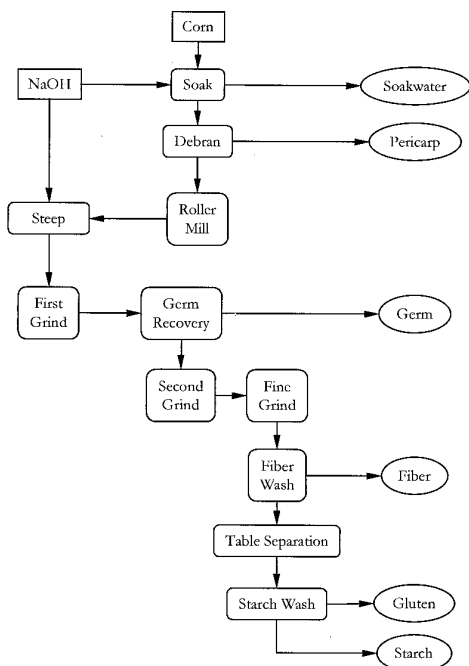 Corn
NaOH
Soak
Soakwater
Debran
Pericarp
Roller
Mill
Steep
First
Grind
Germ
Recovery
Germ
Second
Grind
Fine
Grind
Fiber
Wash
Fiber
Table Separation
Starch Wash
Gluten
Starch